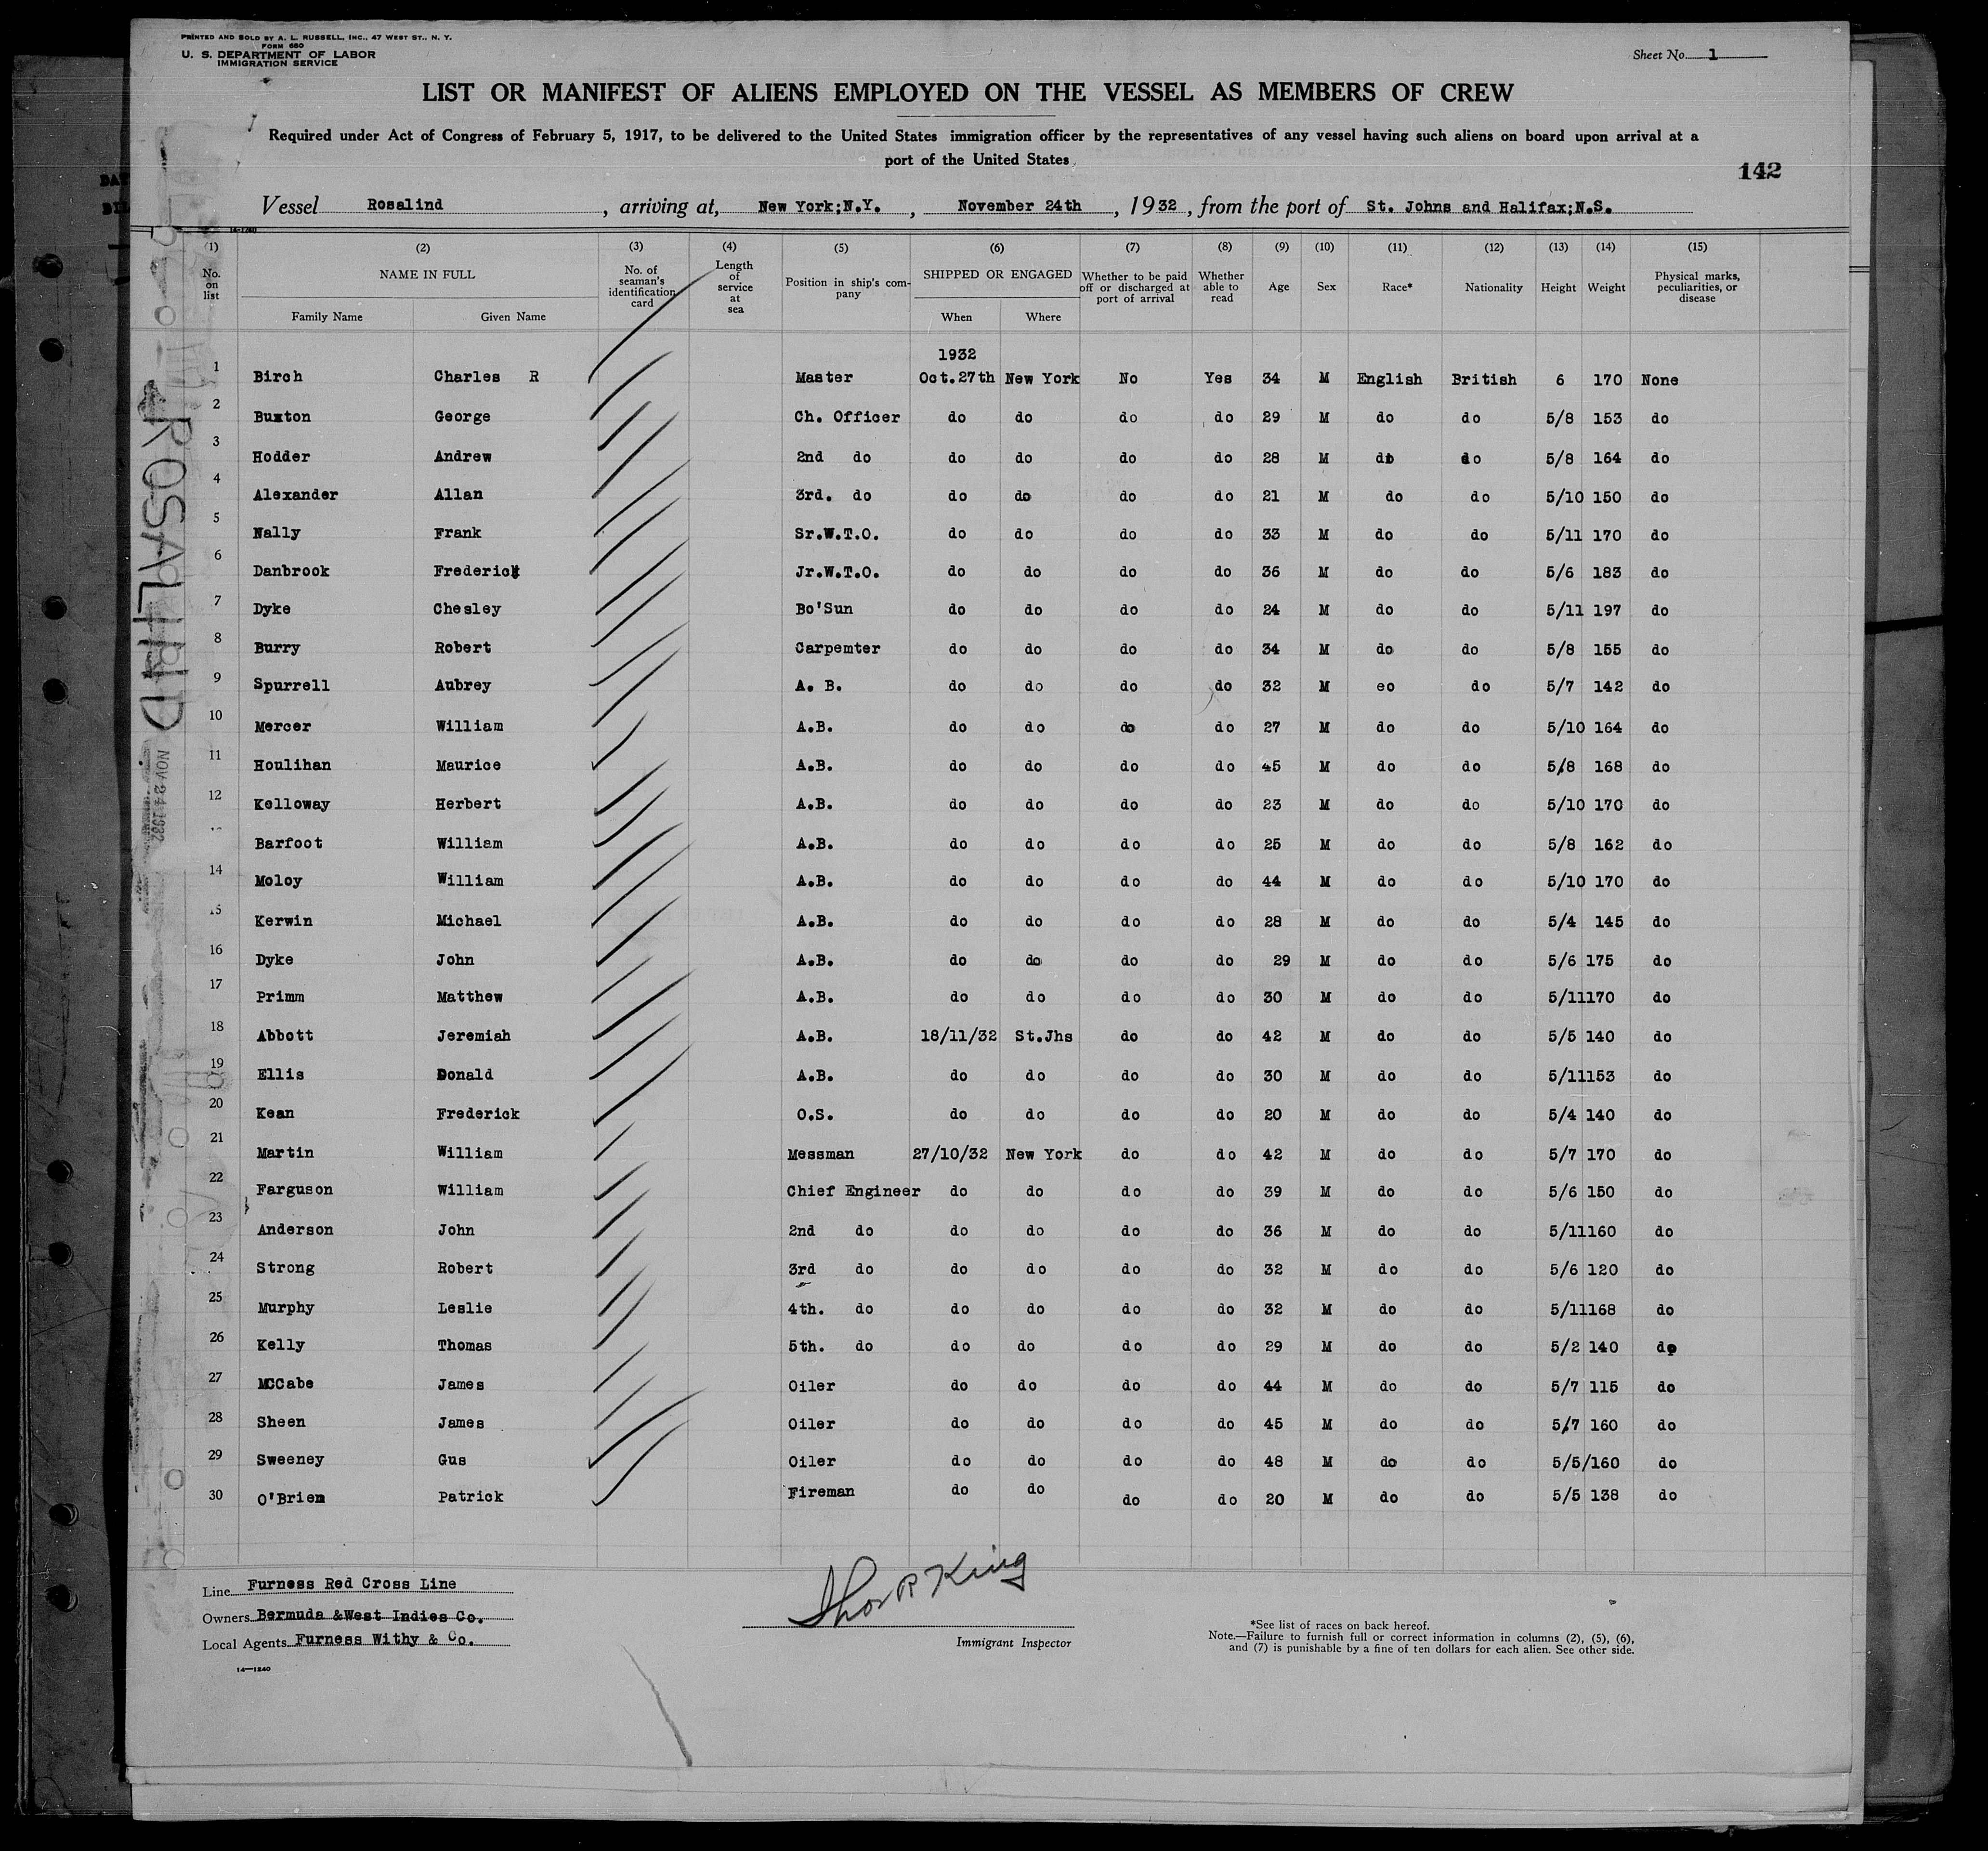 PRINTED AND SOLD BY A. L. RUSSELL, INC., 47 WEST ST., N. Y.
FORM 680
U. S. DEPARTMENT OF LABOR
IMMIGRATION SERVICE
Sheet No. 1
LIST OR MANIFEST OF ALIENS EMPLOYED ON THE VESSEL AS MEMBERS OF CREW
Required under Act of Congress of February 5, 1917, to be delivered to the United States immigration officer by the representatives of any vessel having such aliens on board upon arrival at a
port of the United States
142
Vessel Rosalind, arriving at, New York;N.Y., November 24th, 1932, from the port of St. Johns and Halifax;N.S.
14-1240
(1) (2) (3) (4) (5) (6) (7) (8) (9) (10) (11) (12) (13) (14) (15)
No. on list NAME IN FULL No. of seaman's identification card Length of service at sea Position in ship's company SHIPPED OR ENGAGED Whether to be paid off or discharged at port of arrival Whether able to read Age Sex Race* Nationality Height Weight Physical marks, peculiarities, or disease
Family Name Given Name When Where
1932
1 Birch Charles R Master Oct.27th New York No Yes 34 M English British 6 170 None
2 Buxton George Ch. Officer do do do do 29 M do do 5/8 153 do
3 Hodder Andrew 2nd do do do do do 28 M do do 5/8 164 do
4 Alexander Allan 3rd. do do do do do 21 M do do 5/10 150 do
5 Nally Frank Sr.W.T.O. do do do do 33 M do do 5/11 170 do
6 Danbrook Frederick Jr.W.T.O. do do do do 36 M do do 5/6 183 do
7 Dyke Chesley Bo'Sun do do do do 24 M do do 5/11 197 do
8 Burry Robert Carpemter do do do do 34 M do do 5/8 155 do
9 Spurrell Aubrey A. B. do do do do 32 M eo do 5/7 142 do
10 Mercer William A.B. do do do do 27 M do do 5/10 164 do
11 Houlihan Maurice A.B. do do do do 45 M do do 5/8 168 do
12 Kelloway Herbert A.B. do do do do 23 M do do 5/10 170 do
Barfoot William A.B. do do do do 25 M do do 5/8 162 do
14 Moloy William A.B. do do do do 44 M do do 5/10 170 do
15 Kerwin Michael A.B. do do do do 28 M do do 5/4 145 do
16 Dyke John A.B. do do do do 29 M do do 5/6 175 do
17 Primm Matthew A.B. do do do do 30 M do do 5/11170 do
18 Abbott Jeremiah A.B. 18/11/32 St.Jhs do do 42 M do do 5/5 140 do
19 Ellis Donald A.B. do do do do 30 M do do 5/11153 do
20 Kean Frederick O.S. do do do do 20 M do do 5/4 140 do
21 Martin William Messman 27/10/32 New York do do 42 M do do 5/7 170 do
22 Farguson William Chief Engineer do do do do 39 M do do 5/6 150 do
23 Anderson John 2nd do do do do do 36 M do do 5/11160 do
24 Strong Robert 3rd do do do do do 32 M do do 5/6 120 do
25 Murphy Leslie 4th. do do do do do 32 M do do 5/11168 do
26 Kelly Thomas 5th. do do do do do 29 M do do 5/2 140 do
27 McCabe James Oiler do do do do 44 M do do 5/7 115 do
28 Sheen James Oiler do do do do 45 M do do 5/7 160 do
29 Sweeney Gus Oiler do do do do 48 M do do 5/5/160 do
30 O'Briem Patrick Fireman do do do do 20 M do do 5/5 138 do
ROSALIND
NOV 24 1932
Line Furness Red Cross Line
Owners Bermuda &West Indies Co.
Local Agents Furness Withy & Co.
14—1240
Thos R King
Immigrant Inspector
*See list of races on back hereof.
Note.—Failure to furnish full or correct information in columns (2), (5), (6),
and (7) is punishable by a fine of ten dollars for each alien. See other side.